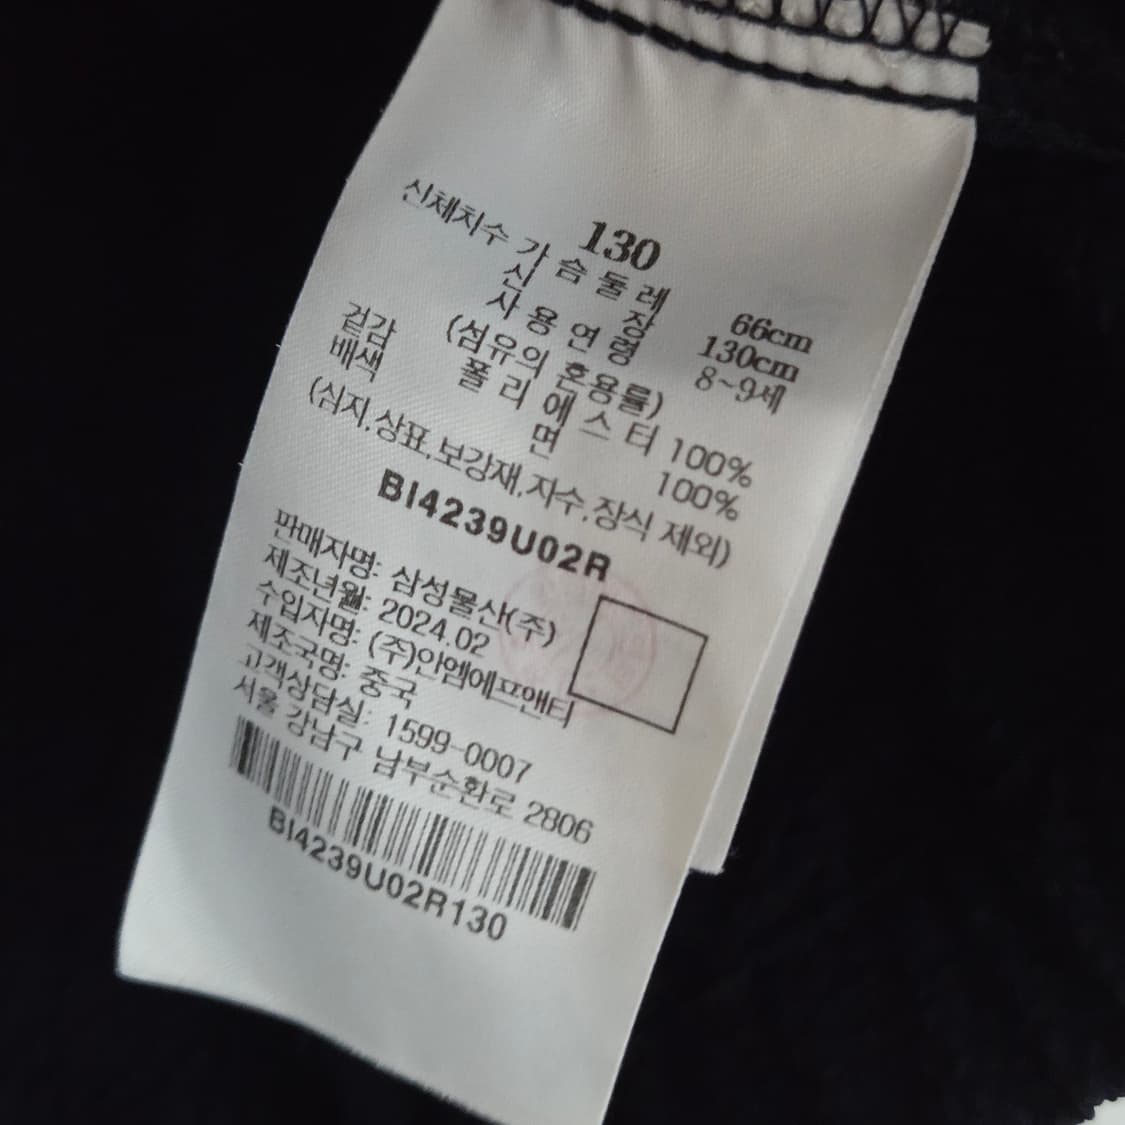 130
신체치수 가슴둘레 66cm
신장 130cm
사용연령 8~9세
(섬유의 혼용률)
겉감 폴리에스터 100%
배색 면 100%
(심지,상표,보강재,자수,장식 제외)
BI4239U02R
판매자명: 삼성물산(주)
제조년월: 2024.02
수입자명: (주)안엠에프앤티
제조국명: 중국
고객상담실: 1599-0007
서울 강남구 남부순환로 2806
BI4239U02R130